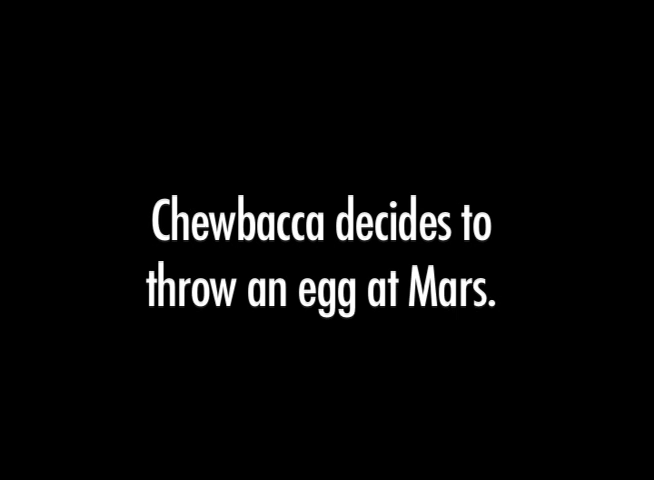 Chewbacca decides to
throw an egg at Mars.